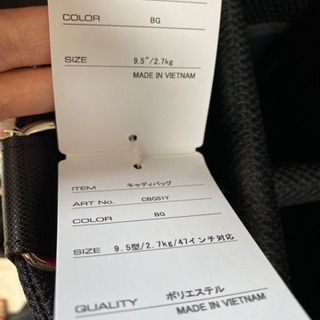 COLOR BG
SIZE 9.5"/2.7kg
MADE IN VIETNAM
ITEM キャディバッグ
ART No. CBG51Y
COLOR BG
SIZE 9.5型/2.7kg/47インチ対応
QUALITY ポリエステル
MADE IN VIETNAM